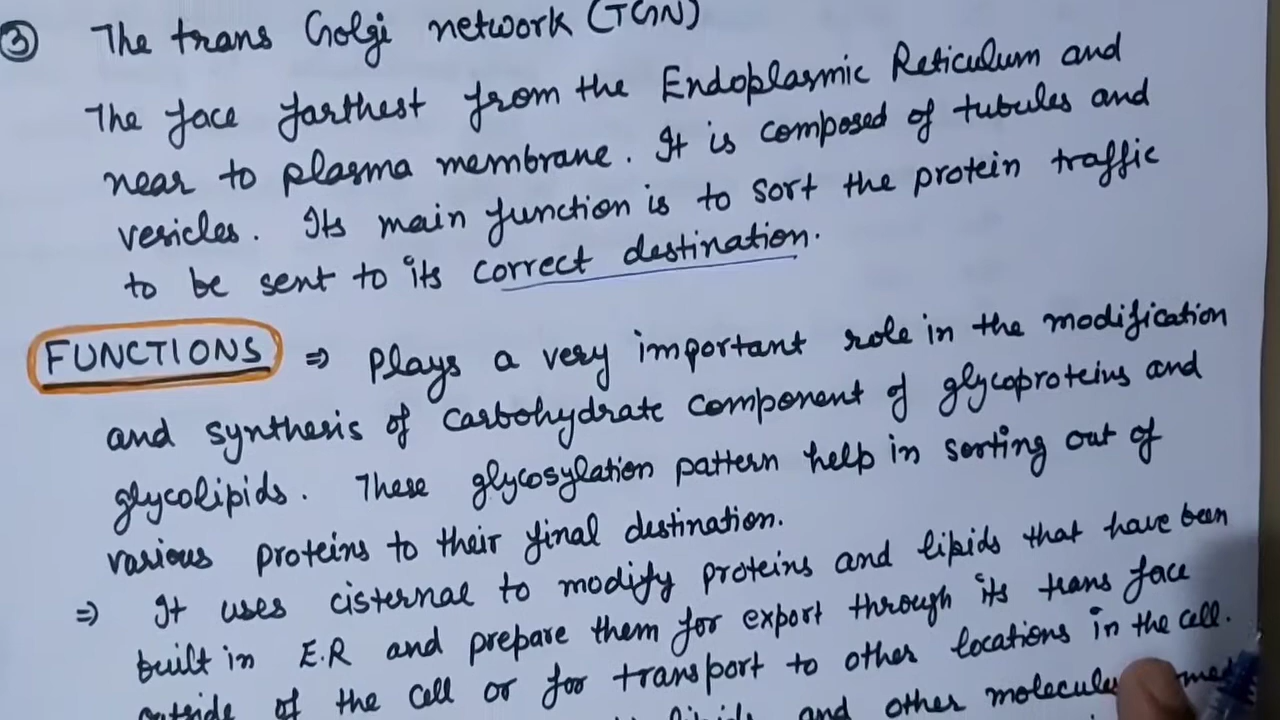 ③ The trans Golgi network (TGN)
The face farthest from the Endoplasmic Reticulum and
near to plasma membrane. It is composed of tubules and
vesicles. Its main function is to sort the protein traffic
to be sent to its correct destination.
FUNCTIONS ⇒ Plays a very important role in the modification
and synthesis of carbohydrate component of glycoproteins and
glycolipids. These glycosylation pattern help in sorting out of
various proteins to their final destination.
⇒ It uses cisternae to modify proteins and lipids that have been
built in E.R and prepare them for export through its trans face
outside of the cell or for transport to other locations in the cell.
and other molecules